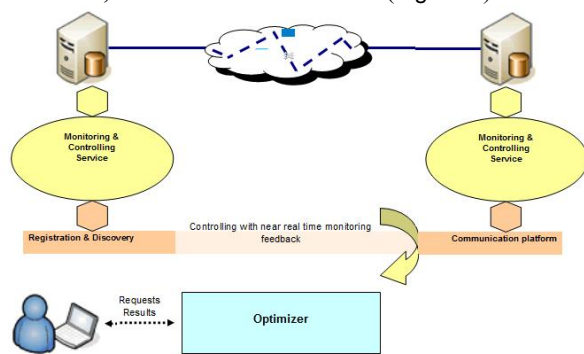 Monitoring &
Controlling
Service
Monitoring &
Controlling
Service
Registration & Discovery
Controlling with near real time monitoring
feedback
Communication platform
Requests
Results
Optimizer